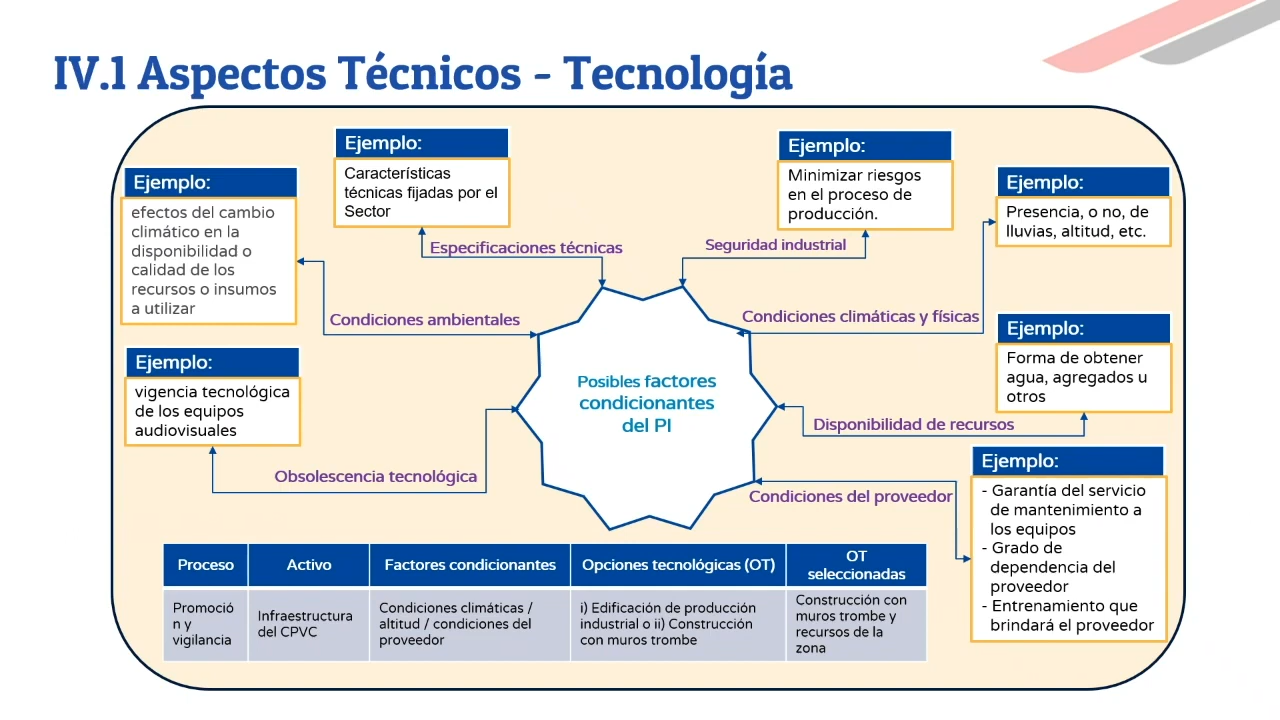 IV.1 Aspectos Técnicos - Tecnología
Ejemplo:
efectos del cambio
climático en la
disponibilidad o
calidad de los
recursos o insumos
a utilizar
Ejemplo:
Características
técnicas fijadas por el
Sector
Ejemplo:
Minimizar riesgos
en el proceso de
producción.
Ejemplo:
Presencia, o no, de
lluvias, altitud, etc.
Especificaciones técnicas
Seguridad industrial
Condiciones ambientales
Condiciones climáticas y físicas
Ejemplo:
vigencia tecnológica
de los equipos
audiovisuales
Posibles factores
condicionantes
del PI
Ejemplo:
Forma de obtener
agua, agregados u
otros
Disponibilidad de recursos
Obsolescencia tecnológica
Condiciones del proveedor
Ejemplo:
- Garantía del servicio
de mantenimiento a
los equipos
- Grado de
dependencia del
proveedor
- Entrenamiento que
brindará el proveedor
Proceso
Activo
Factores condicionantes
Opciones tecnológicas (OT)
OT
seleccionadas
Promoció
n y
vigilancia
Infraestructura
del CPVC
Condiciones climáticas /
altitud / condiciones del
proveedor
i) Edificación de producción
industrial o ii) Construcción
con muros trombe
Construcción con
muros trombe y
recursos de la
zona